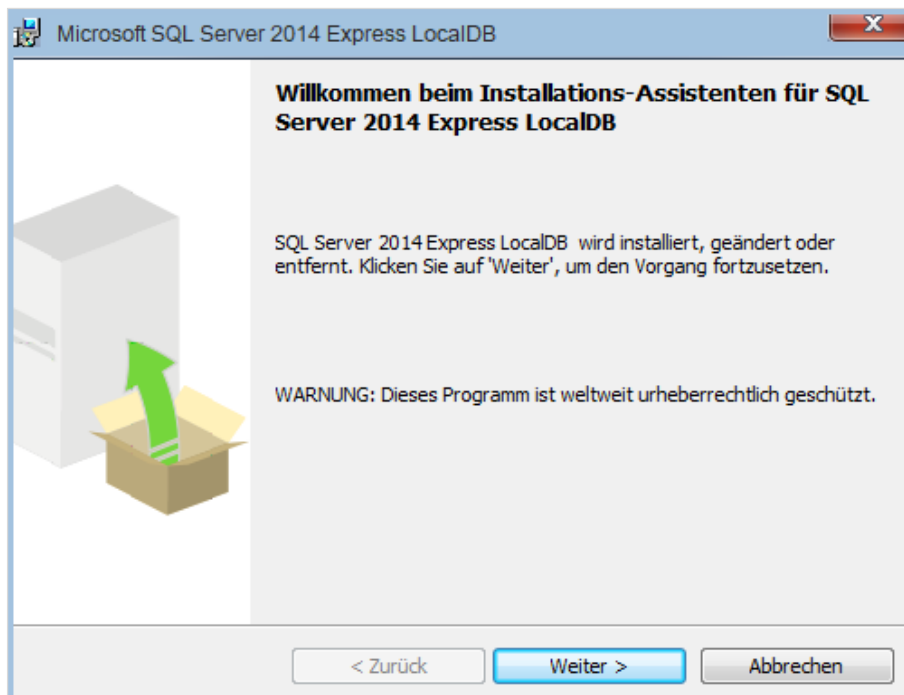 Microsoft SQL Server 2014 Express LocalDB
Willkommen beim Installations-Assistenten für SQL
Server 2014 Express LocalDB
SQL Server 2014 Express LocalDB wird installiert, geändert oder
entfernt. Klicken Sie auf 'Weiter', um den Vorgang fortzusetzen.
WARNUNG: Dieses Programm ist weltweit urheberrechtlich geschützt.
< Zurück
Weiter >
Abbrechen